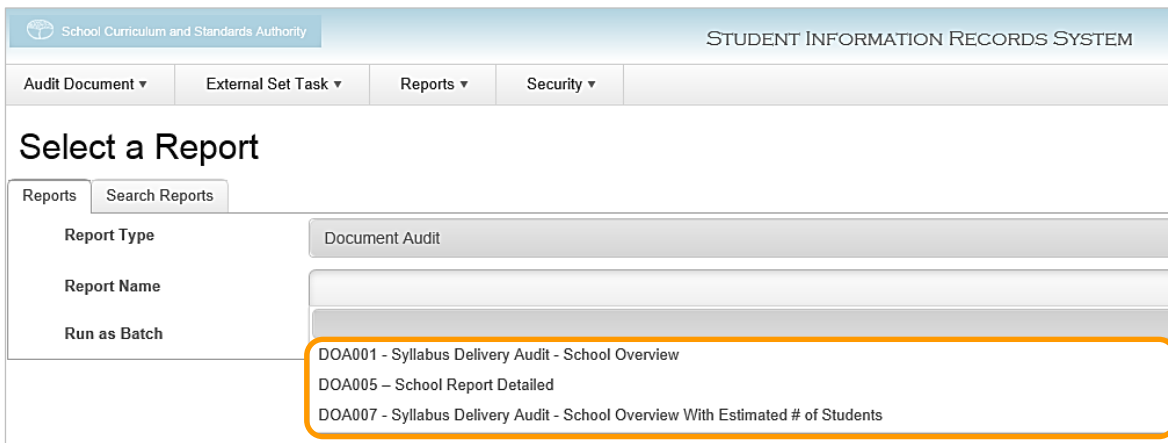 School Curriculum and Standards Authority
STUDENT INFORMATION RECORDS SYSTEM
Audit Document ▾ External Set Task ▾ Reports ▾ Security ▾
Select a Report
Reports Search Reports
Report Type Document Audit
Report Name
Run as Batch
DOA001 - Syllabus Delivery Audit - School Overview
DOA005 – School Report Detailed
DOA007 - Syllabus Delivery Audit - School Overview With Estimated # of Students